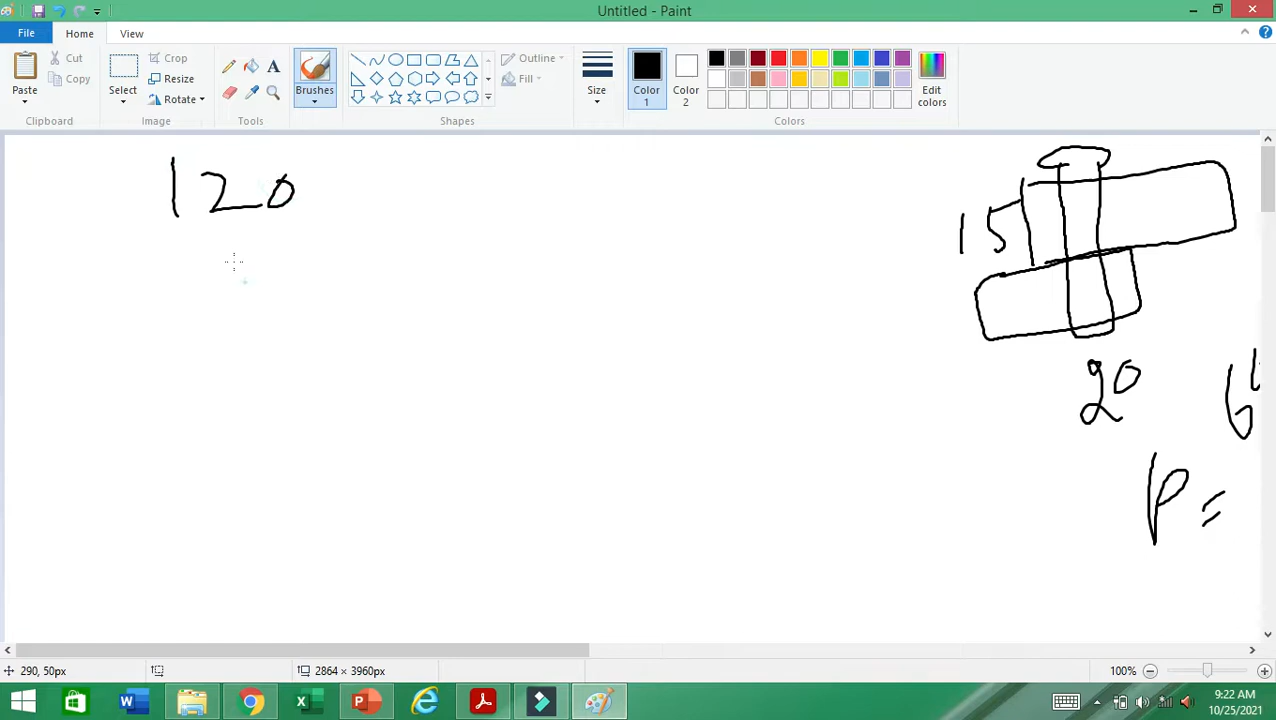 Untitled - Paint
File Home View
Paste
Cut
Copy
Clipboard
Select
Crop
Resize
Rotate
Image
A
Tools
Brushes
Shapes
Outline
Fill
Size
Color 1
Color 2
Edit colors
Colors
120
15
20
P =
290, 50px
2864 × 3960px
100%
9:22 AM
10/25/2021